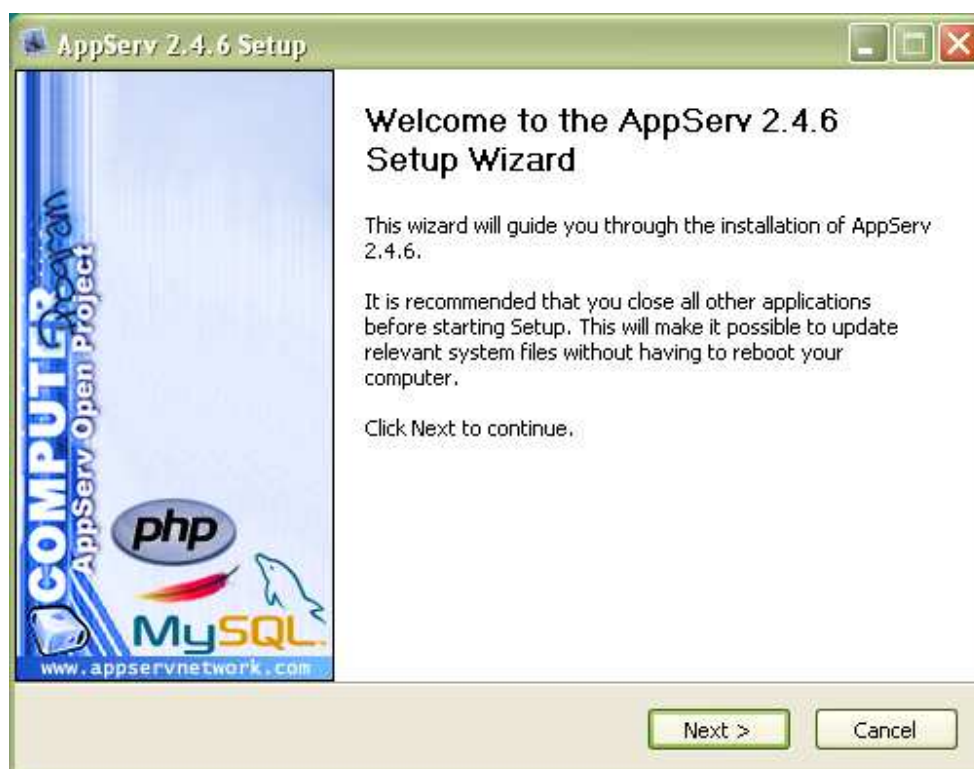 AppServ 2.4.6 Setup
Welcome to the AppServ 2.4.6
Setup Wizard
This wizard will guide you through the installation of AppServ
2.4.6.
It is recommended that you close all other applications
before starting Setup. This will make it possible to update
relevant system files without having to reboot your
computer.
Click Next to continue.
COMPUTER
Program
AppServ Open Project
php
MySQL
www.appservnetwork.com
Next >
Cancel